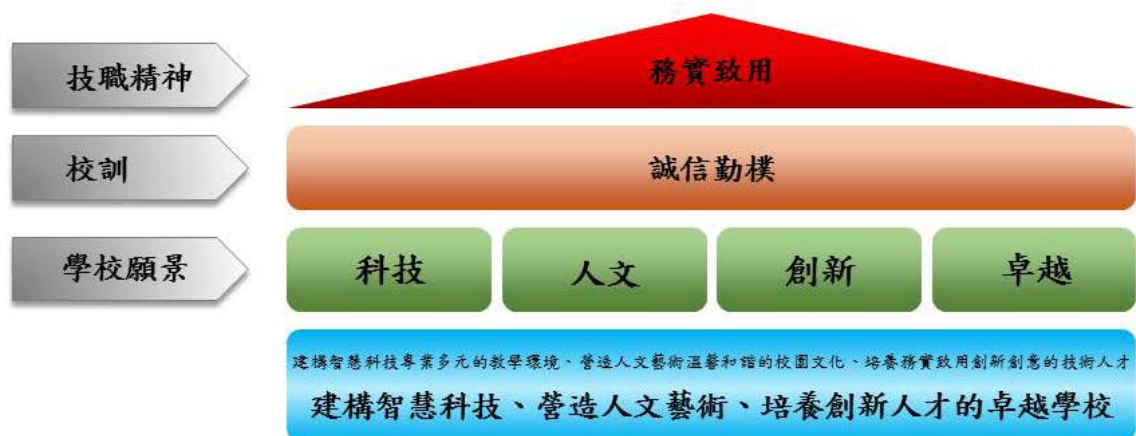 技職精神
務實致用
校訓
誠信勤樸
學校願景
科技
人文
創新
卓越
建構智慧科技專業多元的教學環境、營造人文藝術溫馨和諧的校園文化、培養務實致用創新創意的技術人才
建構智慧科技、營造人文藝術、培養創新人才的卓越學校